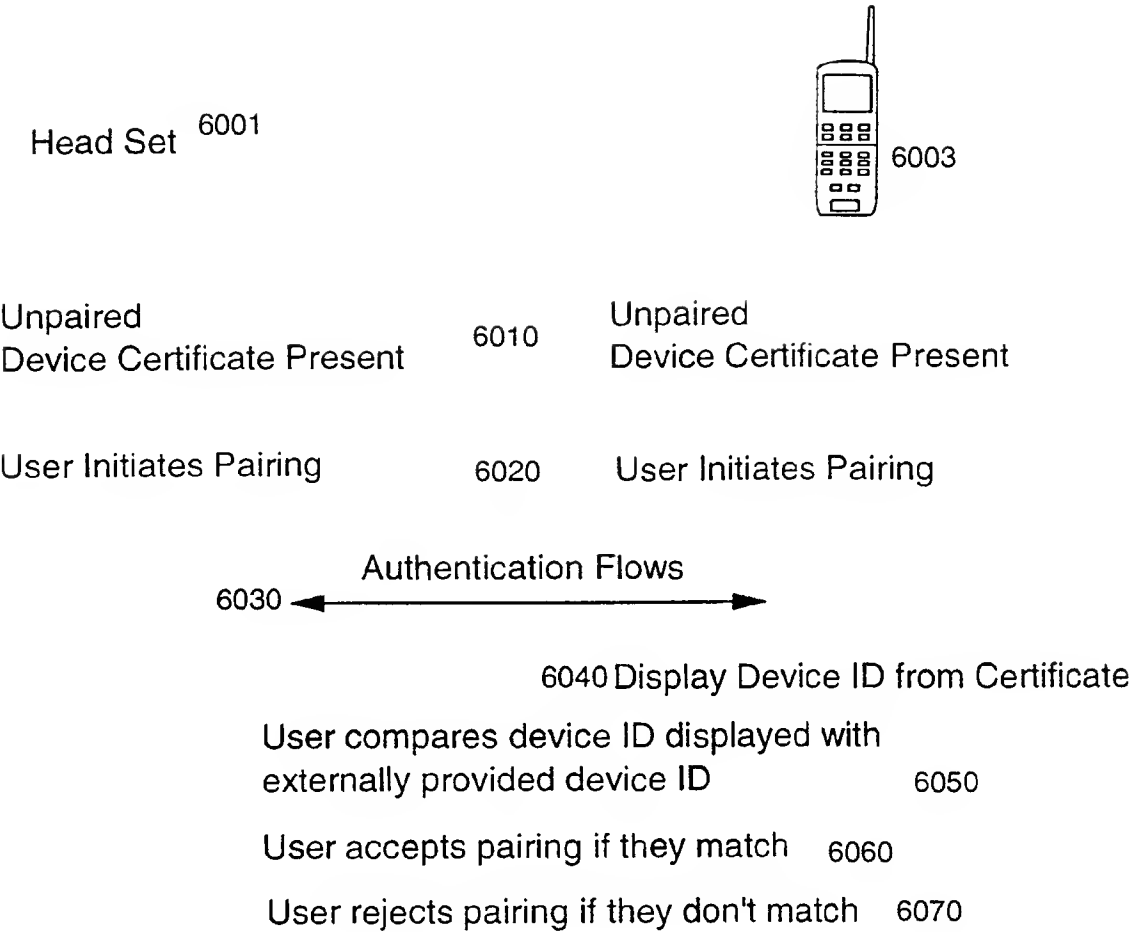 Head Set 6001
6003
Unpaired
Device Certificate Present
6010
Unpaired
Device Certificate Present
User Initiates Pairing 6020 User Initiates Pairing
Authentication Flows
6030
6040 Display Device ID from Certificate
User compares device ID displayed with
externally provided device ID 6050
User accepts pairing if they match 6060
User rejects pairing if they don't match 6070